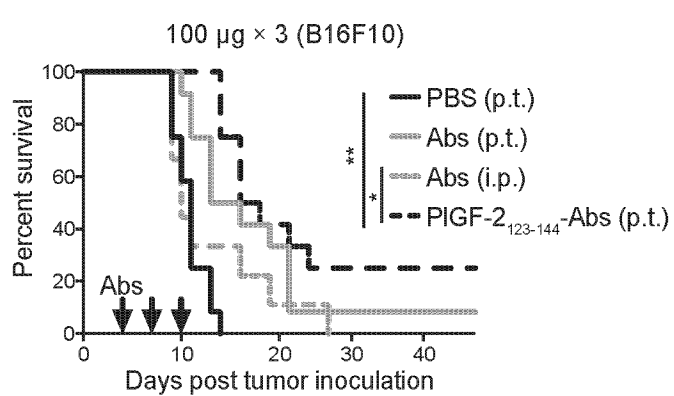 100 µg × 3 (B16F10)
Percent survival
100
80
60
40
20
0
Abs
PBS (p.t.)
Abs (p.t.)
Abs (i.p.)
PlGF-2123-144-Abs (p.t.)
**
*
0 10 20 30 40
Days post tumor inoculation